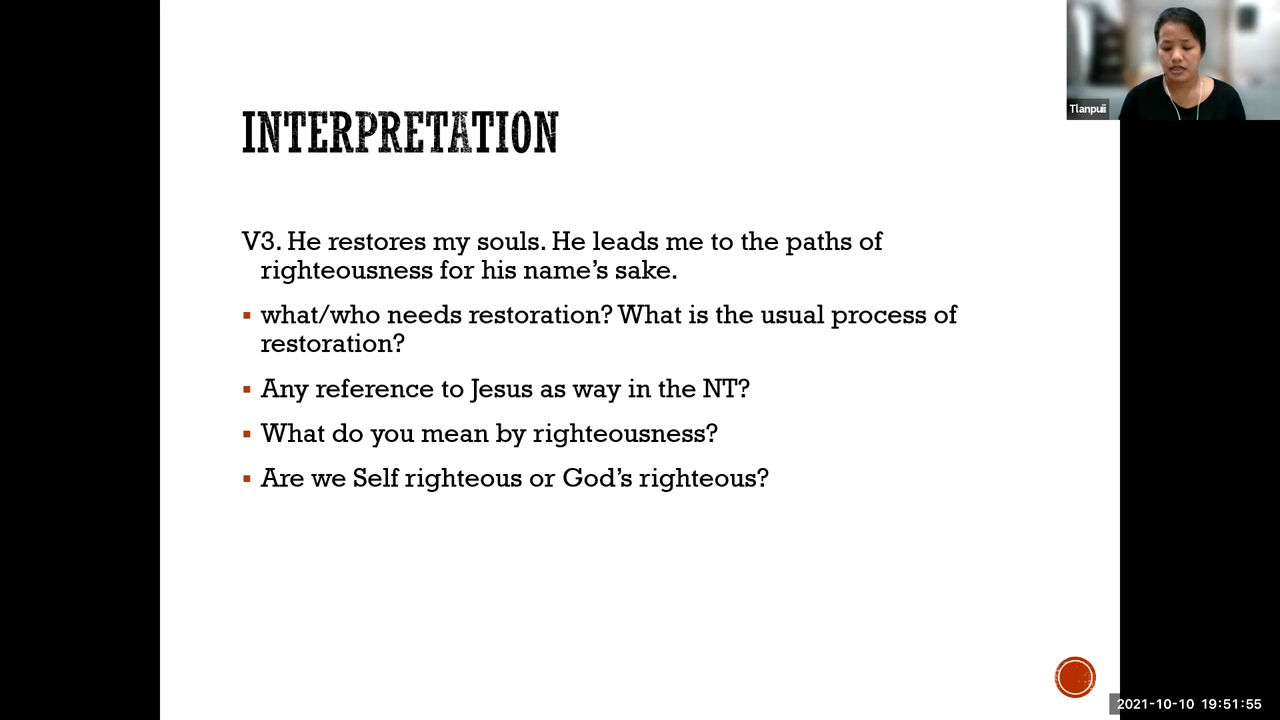 INTERPRETATION
V3. He restores my souls. He leads me to the paths of
righteousness for his name’s sake.
▪ what/who needs restoration? What is the usual process of
restoration?
▪ Any reference to Jesus as way in the NT?
▪ What do you mean by righteousness?
▪ Are we Self righteous or God’s righteous?
Tlanpuii
2021-10-10 19:51:55